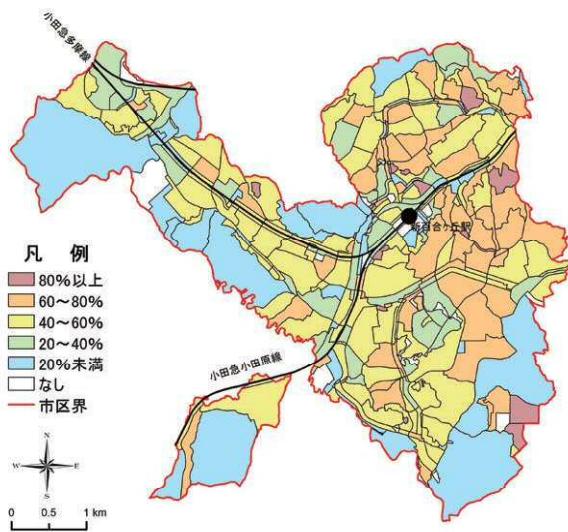 小田急多摩線
新百合ヶ丘駅
凡 例
80%以上
60～80%
40～60%
20～40%
20%未満
なし
市区界
小田急小田原線
N
W
E
S
0 0.5 1 km